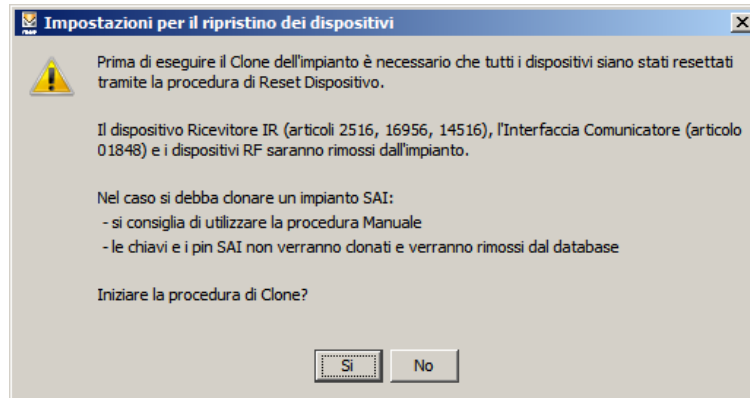 Impostazioni per il ripristino dei dispositivi
Prima di eseguire il Clone dell'impianto è necessario che tutti i dispositivi siano stati resettati
tramite la procedura di Reset Dispositivo.
Il dispositivo Ricevitore IR (articoli 2516, 16956, 14516), l'Interfaccia Comunicatore (articolo
01848) e i dispositivi RF saranno rimossi dall'impianto.
Nel caso si debba clonare un impianto SAI:
- si consiglia di utilizzare la procedura Manuale
- le chiavi e i pin SAI non verranno clonati e verranno rimossi dal database
Iniziare la procedura di Clone?
Si No